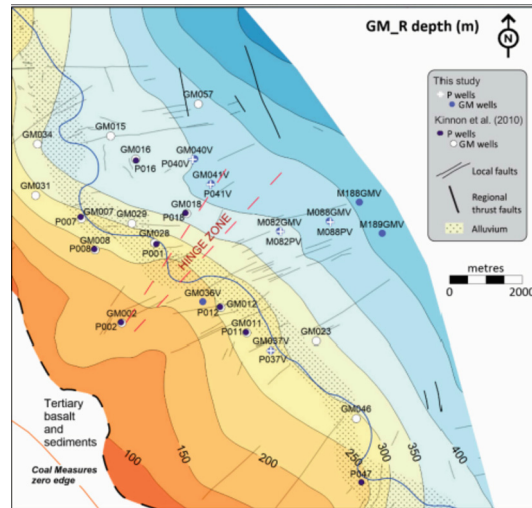 GM_R depth (m)
N
This study
P wells
GM wells
Kinnon et al. (2010)
P wells
GM wells
Local faults
Regional
thrust faults
Alluvium
metres
0 2000
GM057
GM034
GM015
GM016
P016
GM040V
P040V
GM041V
P041V
GM031
M188GMV
GM007
P007
GM029
GM018
P018
M082GMV
M082PV
M088GMV
M088PV
M189GMV
GM008
P008
GM028
P001
HINGE ZONE
GM036V
P012
GM012
GM002
P002
GM011
P011
GM037V
P037V
GM023
GM046
P047
Tertiary
basalt
and
sediments
Coal Measures
zero edge
100
150
200
250
300
350
400